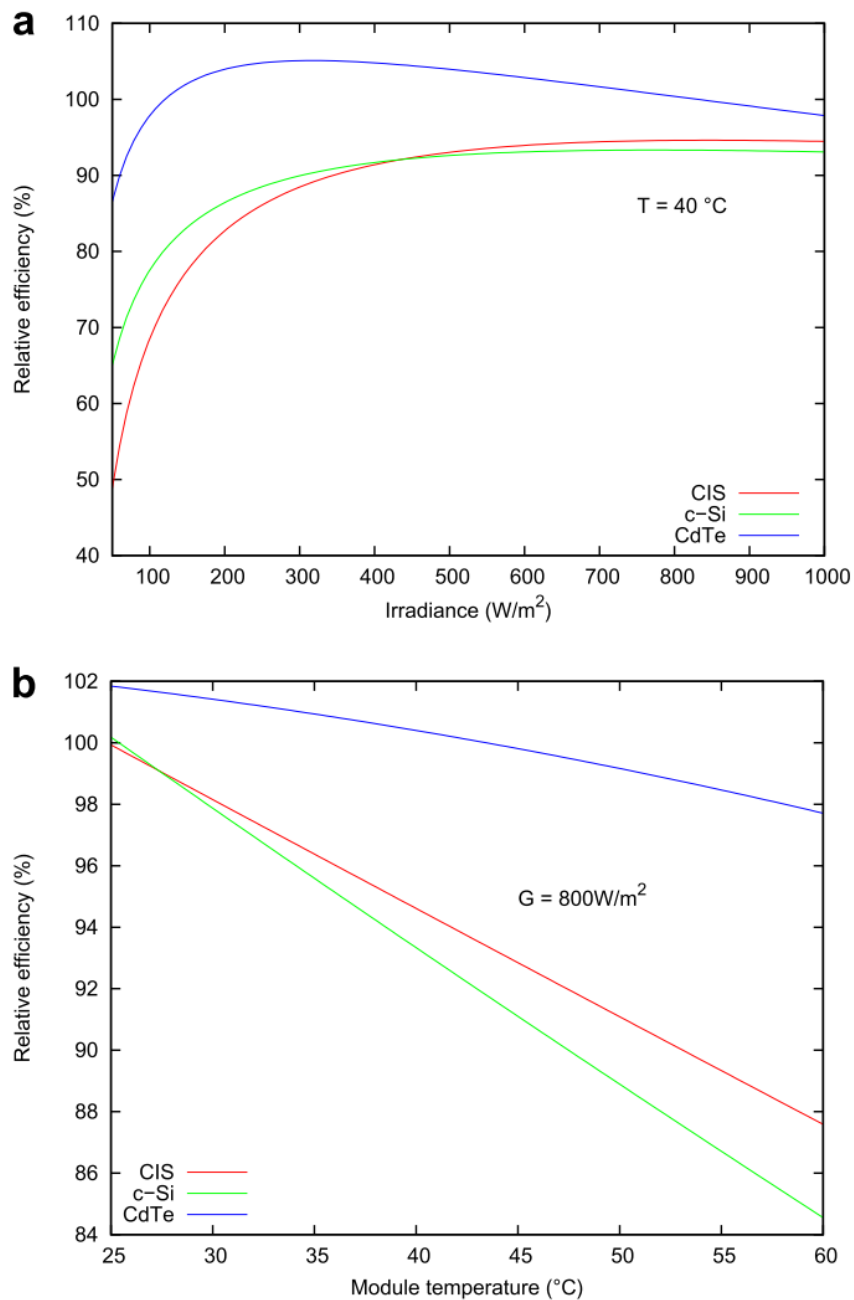 a
110
100
90
80
70
60
50
40
Relative efficiency (%)
T = 40 °C
CIS
c−Si
CdTe
100 200 300 400 500 600 700 800 900 1000
Irradiance (W/m²)
b
102
100
98
96
94
92
90
88
86
84
Relative efficiency (%)
G = 800W/m²
CIS
c−Si
CdTe
25 30 35 40 45 50 55 60
Module temperature (°C)